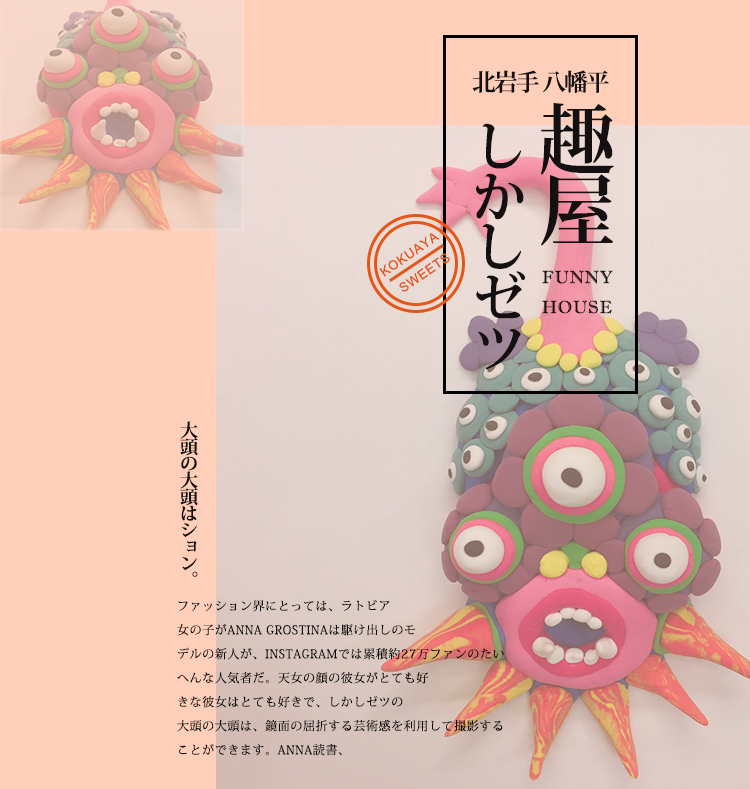 北岩手 八幡平
趣屋
しかしゼツ
FUNNY
HOUSE
KOKUAYA
SWEETS
大頭の大頭はション。
ファッション界にとっては、ラトビア
女の子がANNA GROSTINAは駆け出しのモ
デルの新人が、INSTAGRAMでは累積約27万ファンのたい
へんな人気者だ。天女の顔の彼女がとても好
きな彼女はとても好きで、しかしゼツの
大頭の大頭は、鏡面の屈折する芸術感を利用して撮影する
ことができます。ANNA読書、